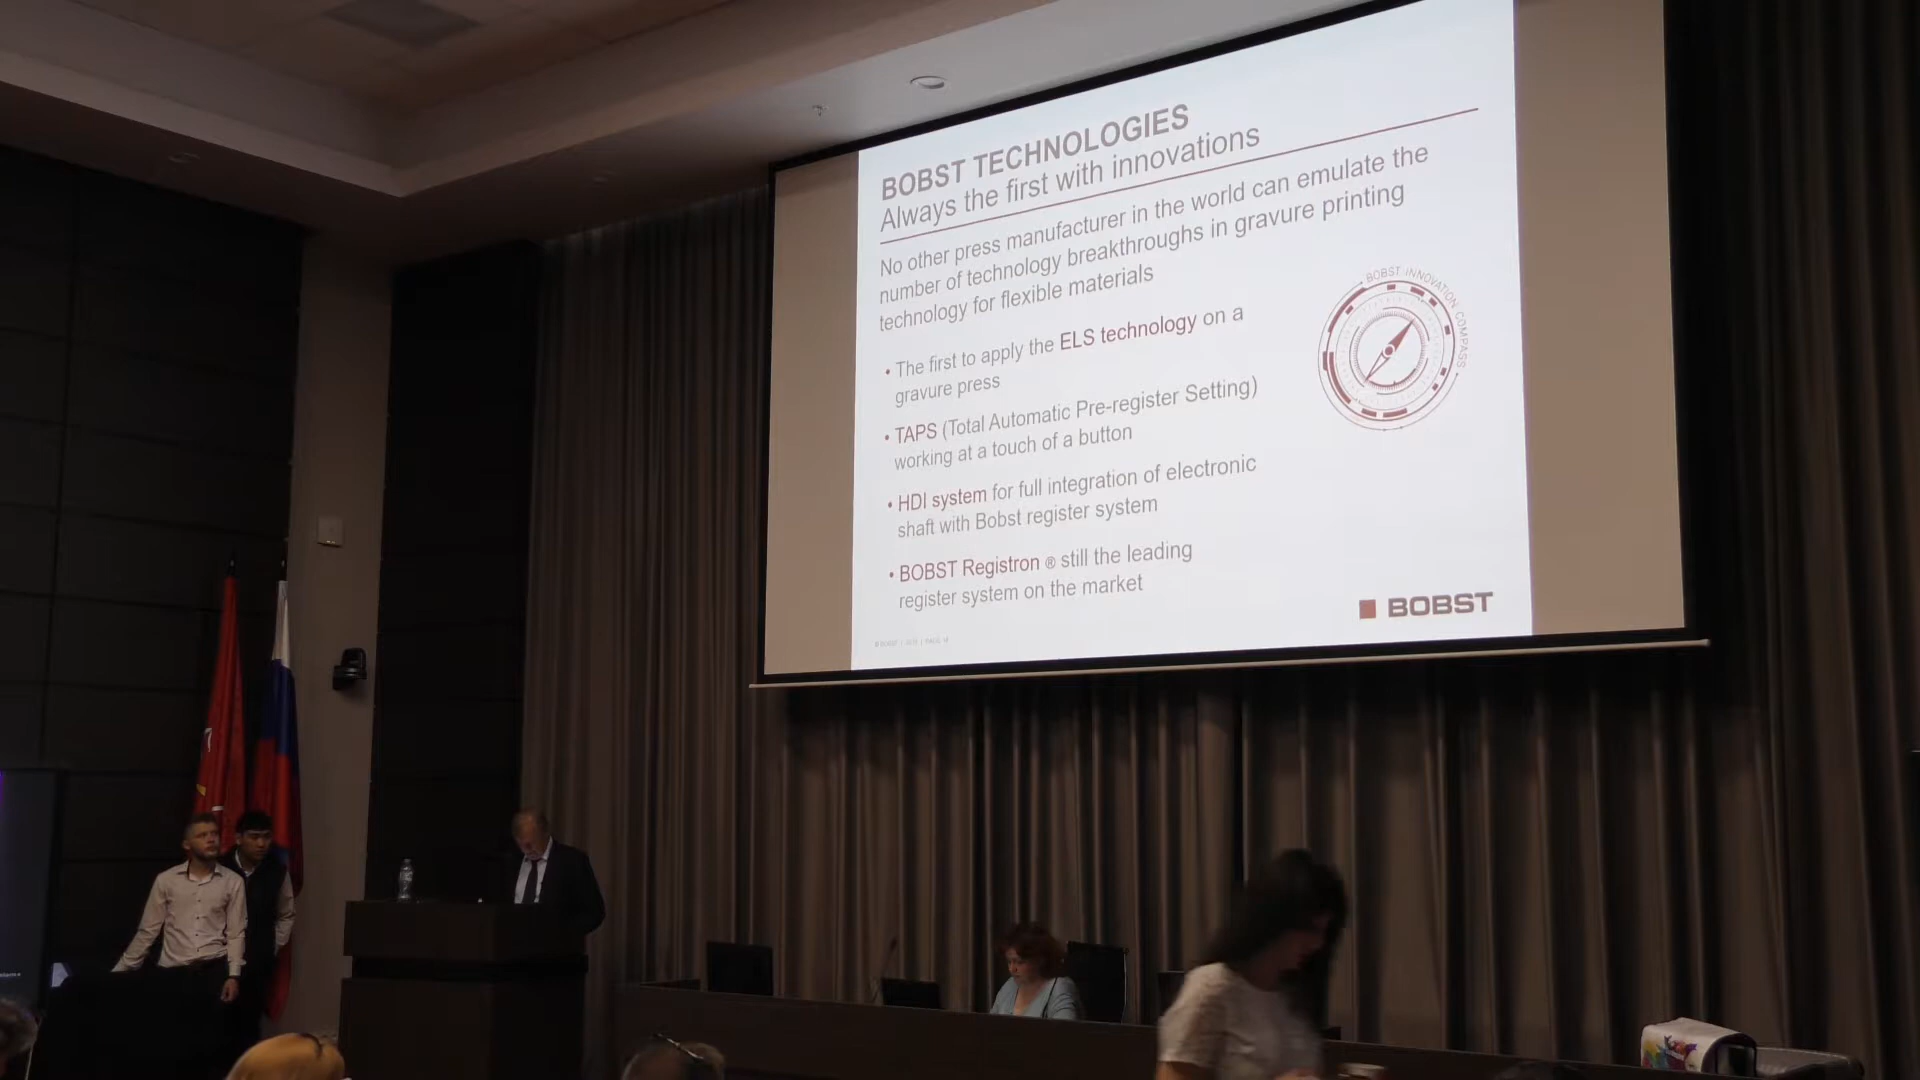 BOBST TECHNOLOGIES
Always the first with innovations
No other press manufacturer in the world can emulate the
number of technology breakthroughs in gravure printing
technology for flexible materials
BOBST INNOVATION COMPASS
• The first to apply the ELS technology on a
gravure press
• TAPS (Total Automatic Pre-register Setting)
working at a touch of a button
• HDI system for full integration of electronic
shaft with Bobst register system
• BOBST Registron ® still the leading
register system on the market
BOBST